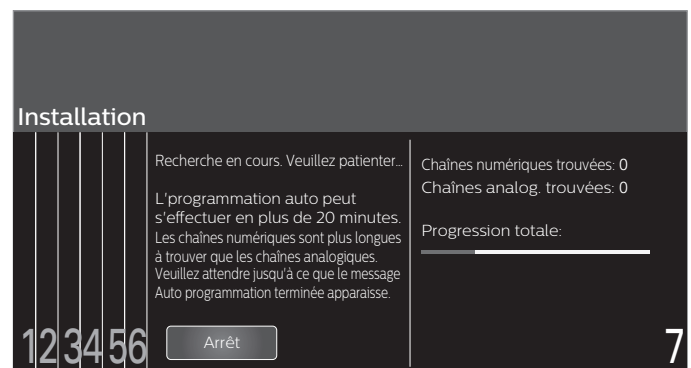 Installation
Recherche en cours. Veuillez patienter...
L'programmation auto peut
s'effectuer en plus de 20 minutes.
Les chaînes numériques sont plus longues
à trouver que les chaînes analogiques.
Veuillez attendre jusqu'à ce que le message
Auto programmation terminée apparaisse.
Arrêt
Chaînes numériques trouvées: 0
Chaînes analog. trouvées: 0
Progression totale:
1 2 3 4 5 6
7